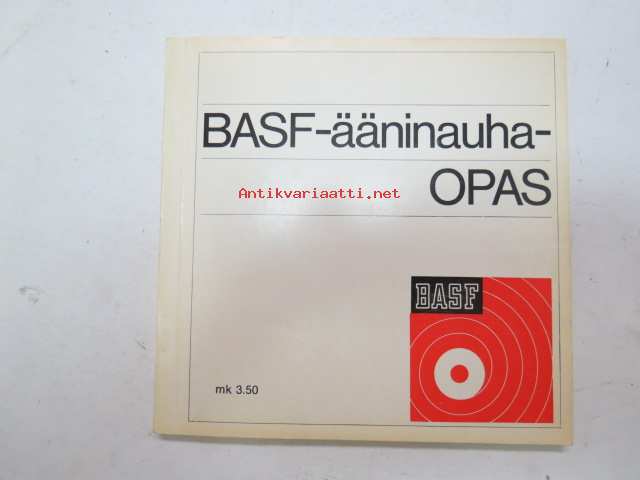 BASF-ääninauha-
OPAS
Antikvariaatti.net
BASF
mk 3.50